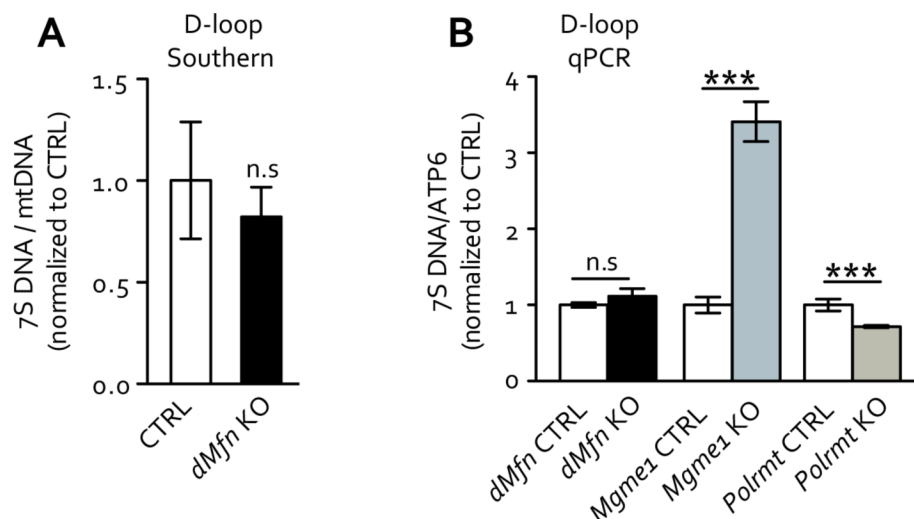 A
D-loop
Southern
7S DNA / mtDNA
(normalized to CTRL)
1.5
1.0
0.5
0.0
n.s
CTRL
dMfn KO
B
D-loop
qPCR
7S DNA/ATP6
(normalized to CTRL)
4
3
2
1
0
n.s
***
***
dMfn CTRL
dMfn KO
Mgme1 CTRL
Mgme1 KO
Polrmt CTRL
Polrmt KO